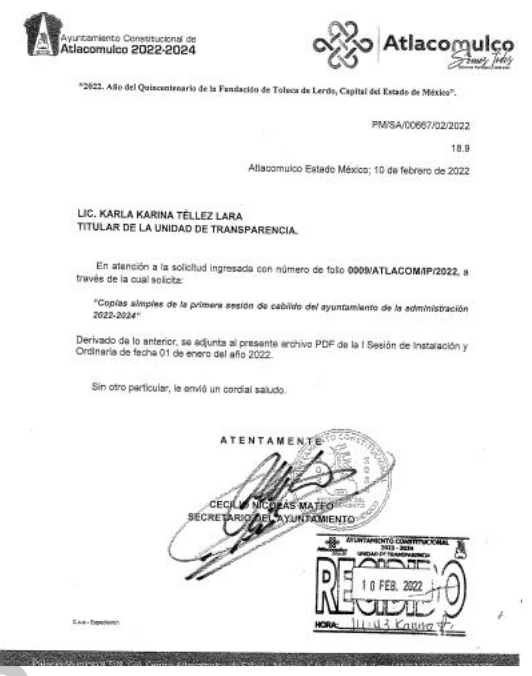 Ayuntamiento Constitucional de
Atlacomulco 2022-2024
Atlacomulco
Somos Todos
"2022. Año del Quincentenario de la Fundación de Toluca de Lerdo, Capital del Estado de México".
PM/SA/00667/02/2022
18.9
Atlacomulco Estado México; 10 de febrero de 2022
LIC. KARLA KARINA TÉLLEZ LARA
TITULAR DE LA UNIDAD DE TRANSPARENCIA.
En atención a la solicitud ingresada con número de folio 0009/ATLACOM/IP/2022, a
través de la cual solicita:
"Copias simples de la primera sesión de cabildo del ayuntamiento de la administración
2022-2024"
Derivado de lo anterior, se adjunta al presente archivo PDF de la I Sesión de Instalación y
Ordinaria de fecha 01 de enero del año 2022.
Sin otro particular, le envió un cordial saludo.
ATENTAMENTE
CECILIO NICOLÁS MATEO
SECRETARIO DEL AYUNTAMIENTO
AYUNTAMIENTO CONSTITUCIONAL
2022 - 2024
UNIDAD DE TRANSPARENCIA
RECIBIDO
10 FEB. 2022
HORA: 14:43 Karina
C.c.p.- Expediente